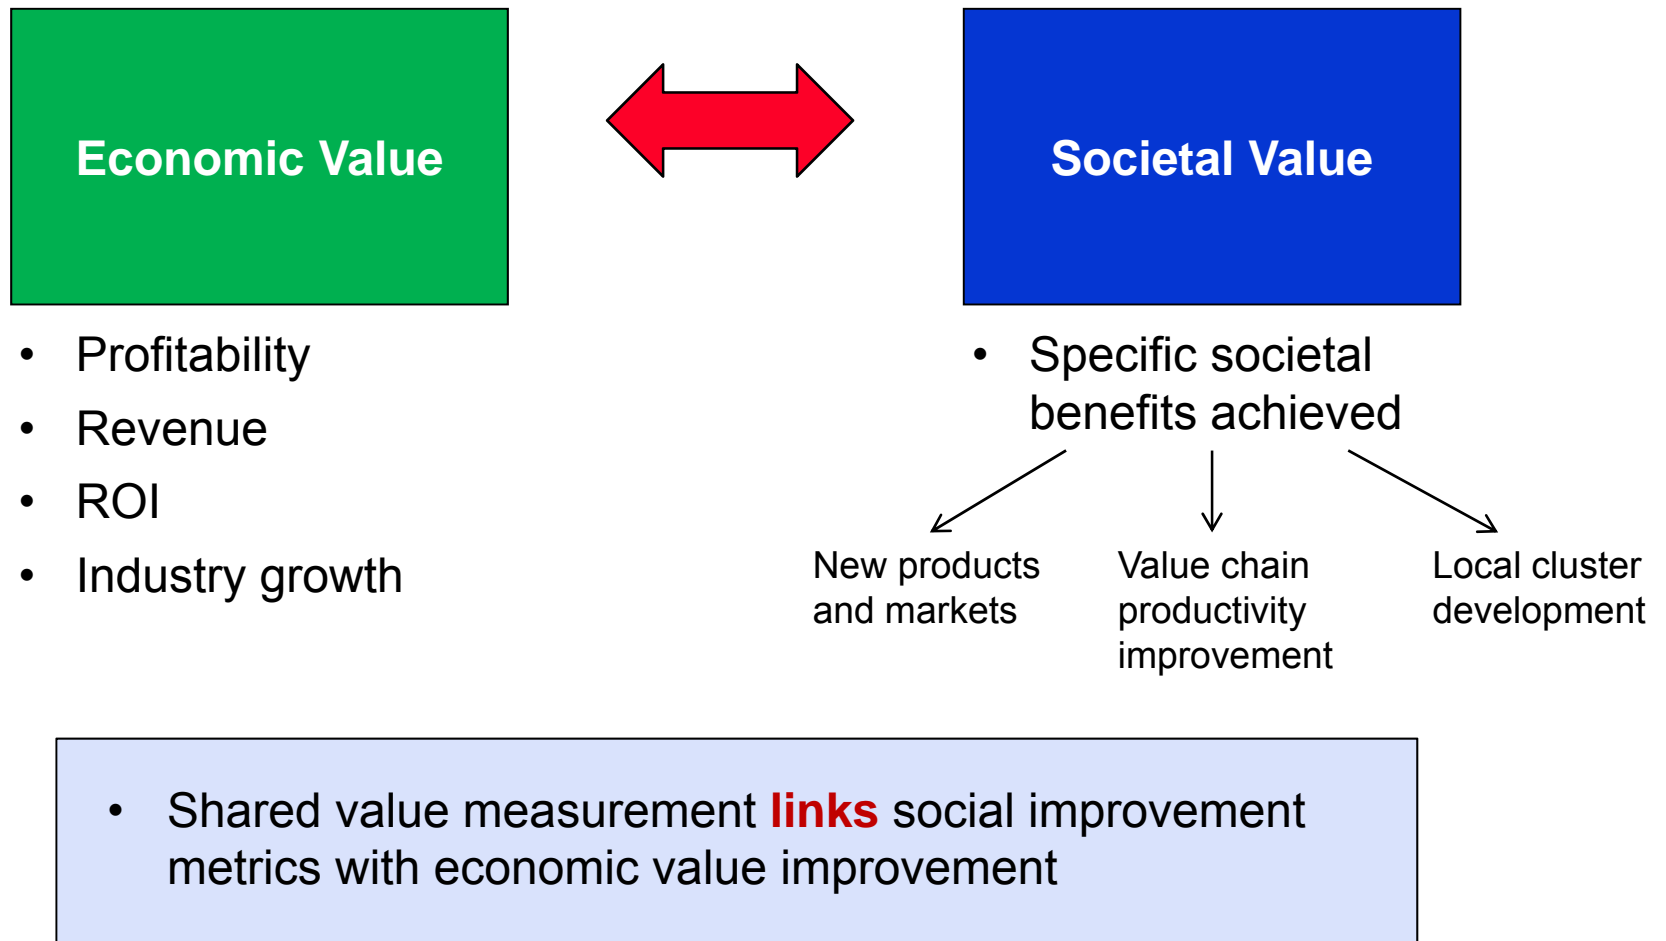 Economic Value
Societal Value
• Profitability
• Revenue
• ROI
• Industry growth
• Specific societal
benefits achieved
New products
and markets
Value chain
productivity
improvement
Local cluster
development
• Shared value measurement links social improvement
metrics with economic value improvement